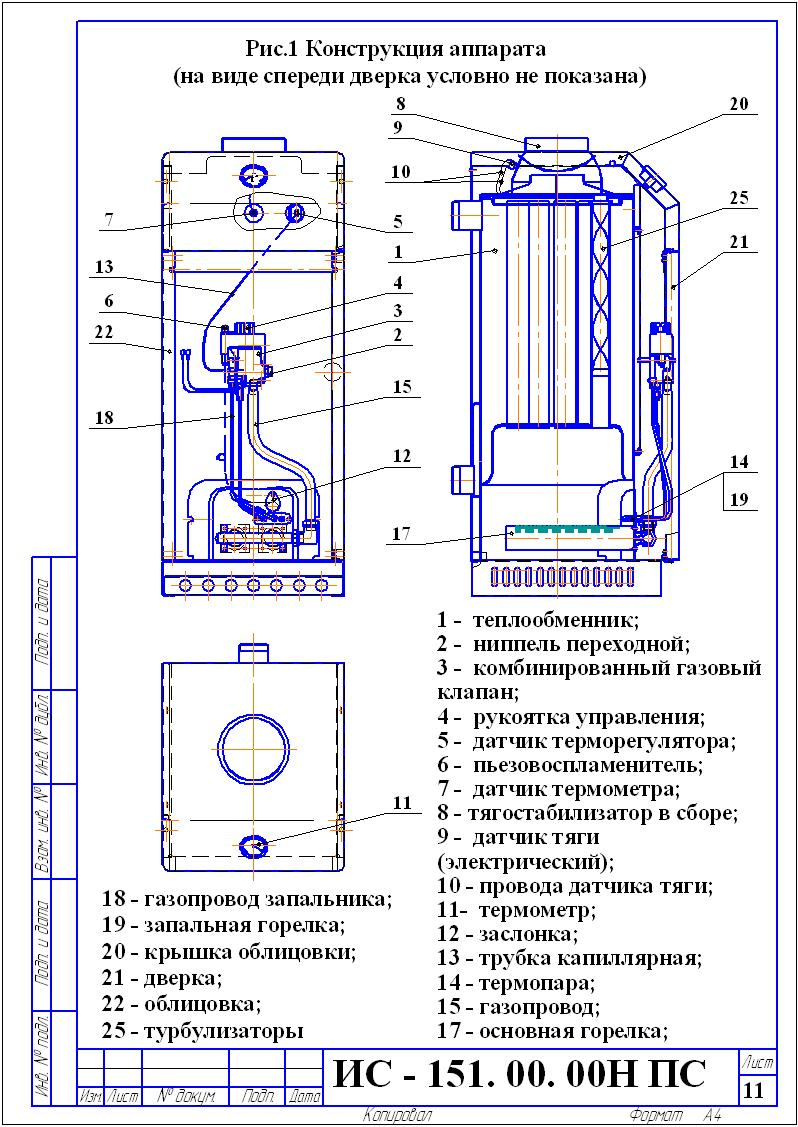 Рис.1 Конструкция аппарата
(на виде спереди дверка условно не показана)
8
9
10
20
7
5
1
25
13
6
22
4
3
2
21
18
15
12
14
17
19
11
1 - теплообменник;
2 - ниппель переходной;
3 - комбинированный газовый
клапан;
4 - рукоятка управления;
5 - датчик терморегулятора;
6 - пьезовоспламенитель;
7 - датчик термометра;
8 - тягостабилизатор в сборе;
9 - датчик тяги
(электрический);
10 - провода датчика тяги;
11- термометр;
12 - заслонка;
13 - трубка капиллярная;
14 - термопара;
15 - газопровод;
17 - основная горелка;
18 - газопровод запальника;
19 - запальная горелка;
20 - крышка облицовки;
21 - дверка;
22 - облицовка;
25 - турбулизаторы
Подп. и дата
Инв. № дубл.
Взам. инв. №
Подп. и дата
Инв. № подл.
Изм. Лист № докум. Подп. Дата
ИС - 151. 00. 00Н ПС
Лист
11
Копировал
Формат А4